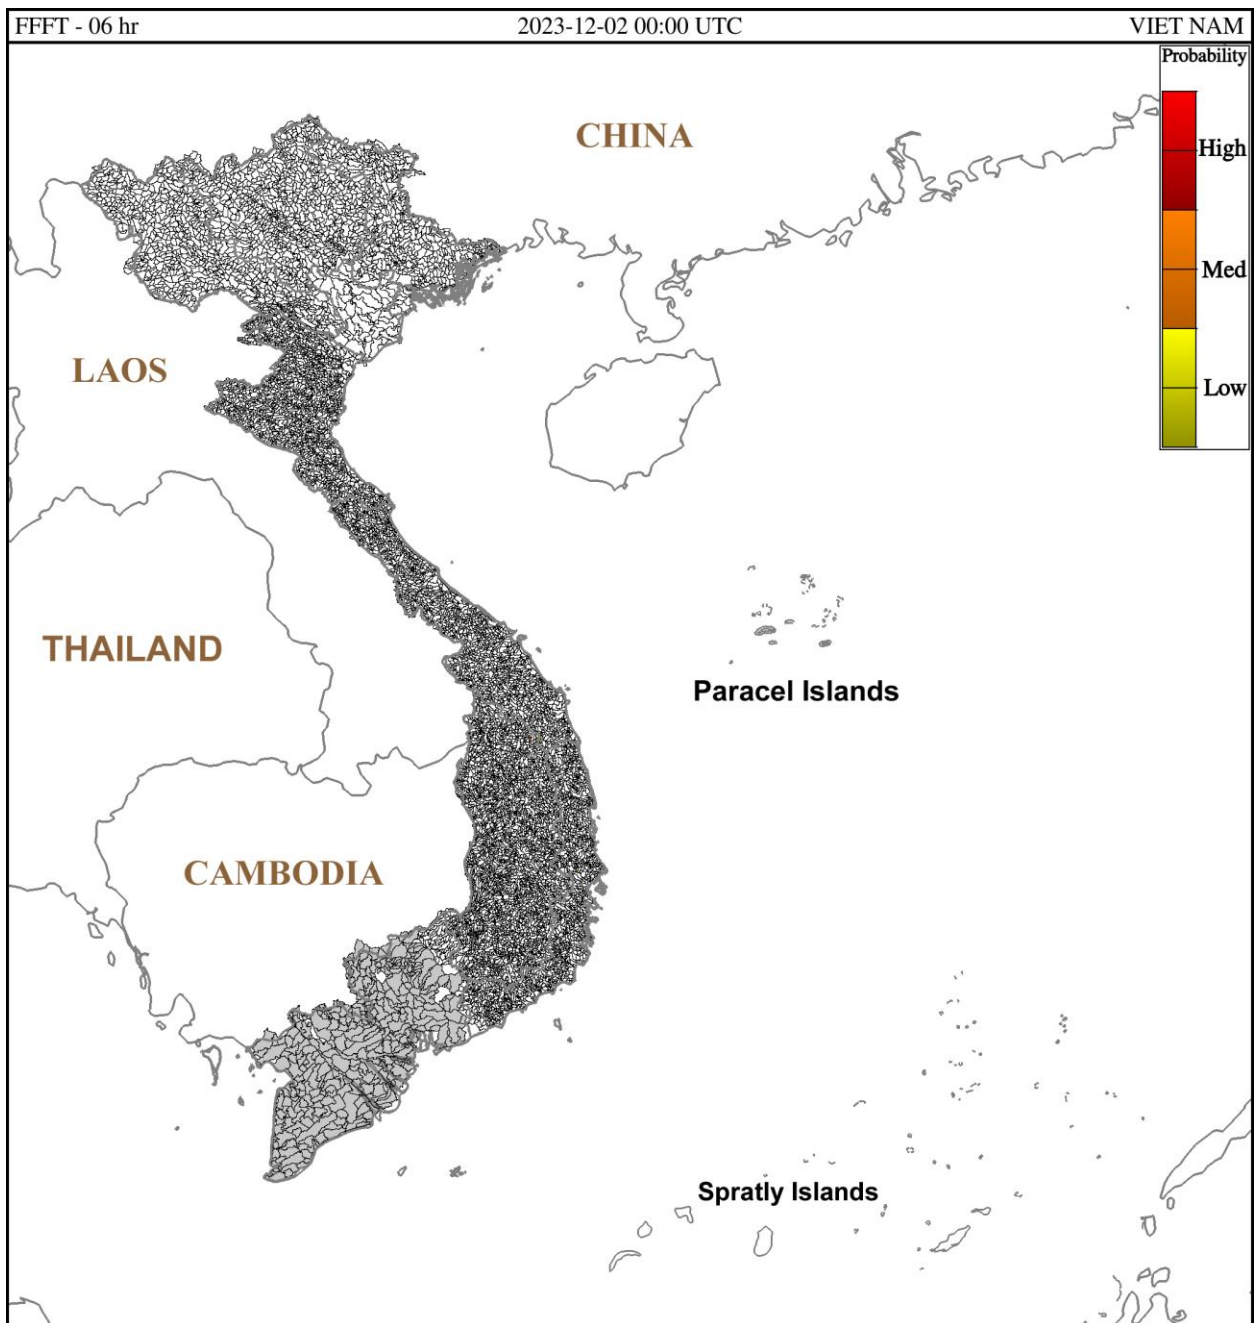 FFFT - 06 hr
2023-12-02 00:00 UTC
VIET NAM
Probability
CHINA
High
Med
LAOS
Low
THAILAND
Paracel Islands
CAMBODIA
Spratly Islands